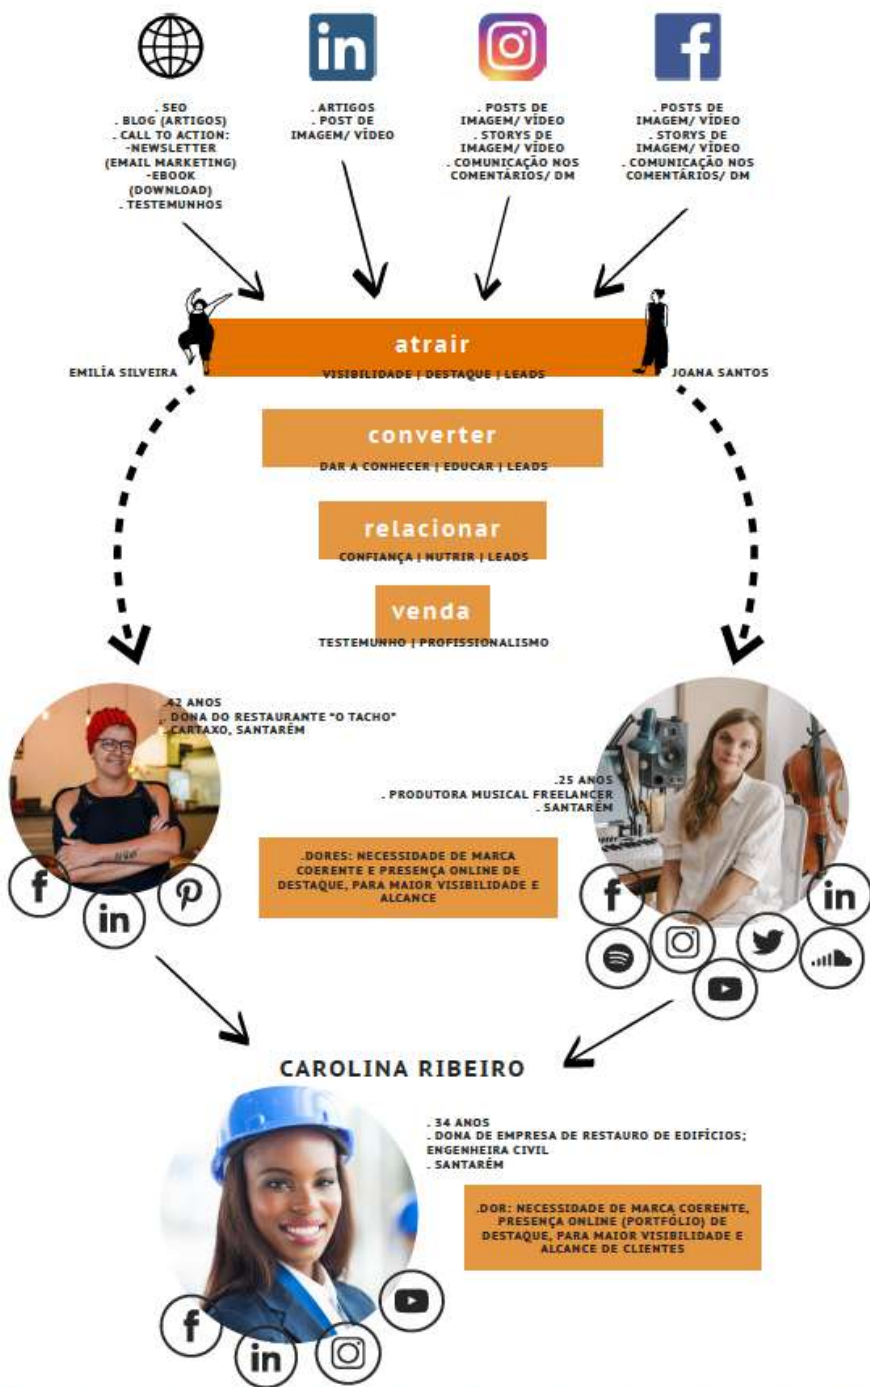 . SEO
. BLOG (ARTIGOS)
. CALL TO ACTION:
-NEWSLETTER
(EMAIL MARKETING)
-EBOOK
(DOWNLOAD)
. TESTEMUNHOS
. ARTIGOS
. POST DE
IMAGEM/ VÍDEO
. POSTS DE
IMAGEM/ VÍDEO
. STORYS DE
IMAGEM/ VÍDEO
. COMUNICAÇÃO NOS
COMENTÁRIOS/ DM
. POSTS DE
IMAGEM/ VÍDEO
. STORYS DE
IMAGEM/ VÍDEO
. COMUNICAÇÃO NOS
COMENTÁRIOS/ DM
atrair
VISIBILIDADE | DESTAQUE | LEADS
EMILÍA SILVEIRA
JOANA SANTOS
converter
DAR A CONHECER | EDUCAR | LEADS
relacionar
CONFIANÇA | NUTRIR | LEADS
venda
TESTEMUNHO | PROFISSIONALISMO
.42 ANOS
. DONA DO RESTAURANTE "O TACHO"
. CARTAXO, SANTARÉM
.25 ANOS
. PRODUTORA MUSICAL FREELANCER
. SANTARÉM
.DORES: NECESSIDADE DE MARCA
COERENTE E PRESENÇA ONLINE DE
DESTAQUE, PARA MAIOR VISIBILIDADE E
ALCANCE
CAROLINA RIBEIRO
. 34 ANOS
. DONA DE EMPRESA DE RESTAURO DE EDIFÍCIOS;
ENGENHEIRA CIVIL
. SANTARÉM
.DOR: NECESSIDADE DE MARCA COERENTE,
PRESENÇA ONLINE (PORTFÓLIO) DE
DESTAQUE, PARA MAIOR VISIBILIDADE E
ALCANCE DE CLIENTES